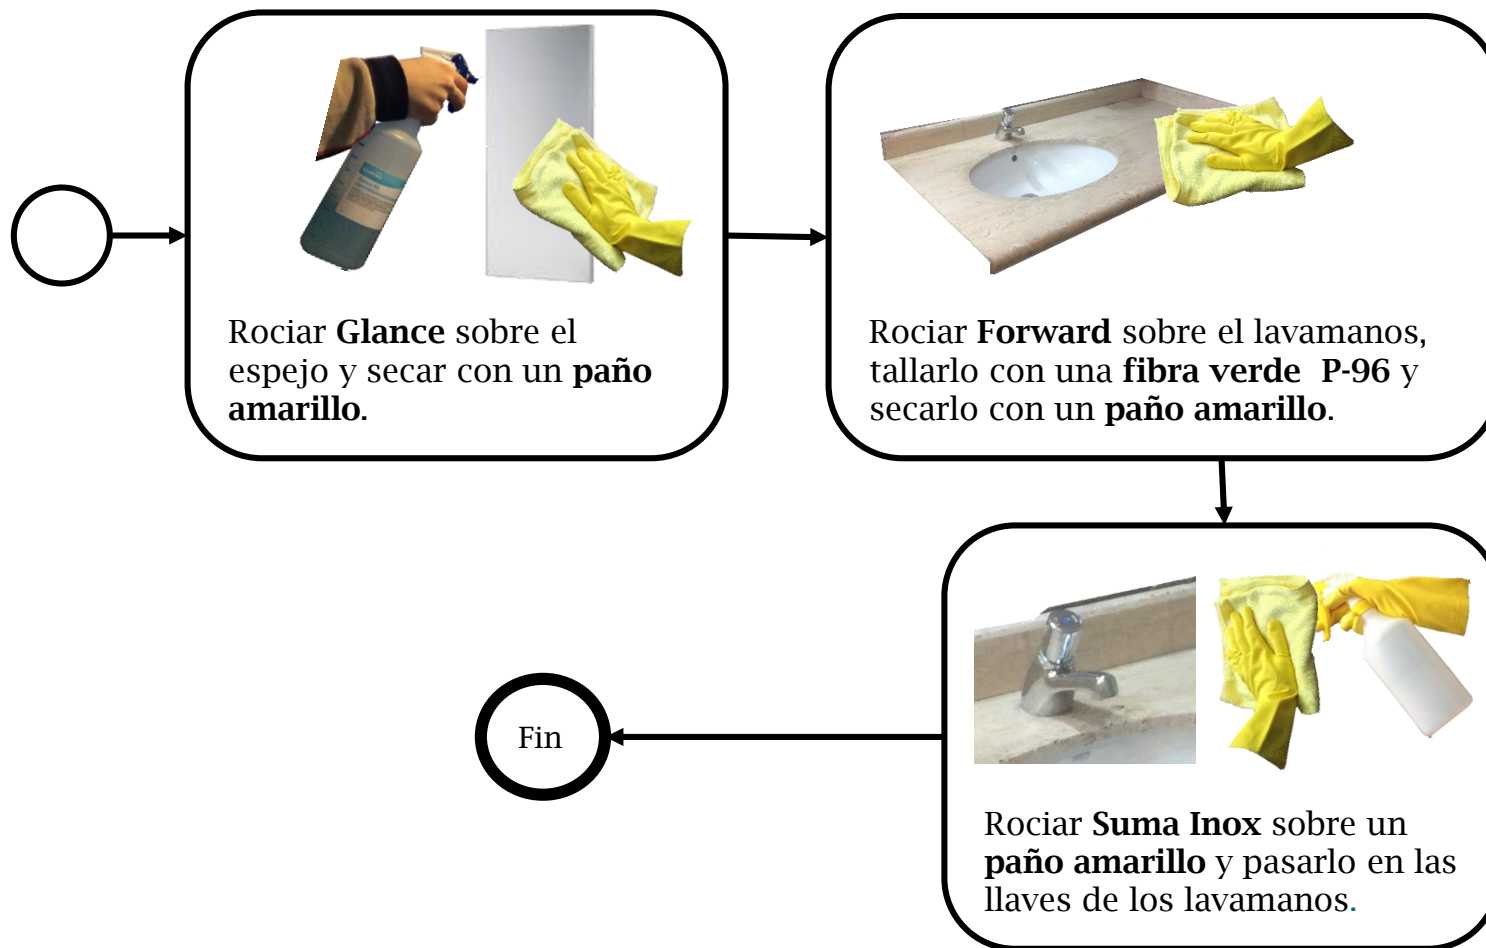 Rociar Glance sobre el
espejo y secar con un paño
amarillo.
Rociar Forward sobre el lavamanos,
tallarlo con una fibra verde P-96 y
secarlo con un paño amarillo.
Rociar Suma Inox sobre un
paño amarillo y pasarlo en las
llaves de los lavamanos.
Fin